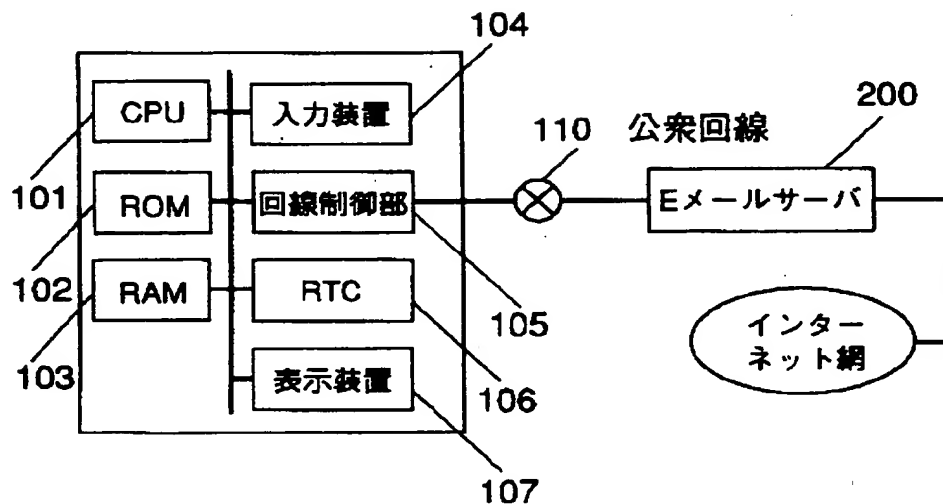 104
CPU
入力装置
200
110
公衆回線
101
ROM
回線制御部
Eメールサーバ
102
RAM
RTC
105
インター
ネット網
103
表示装置
106
107